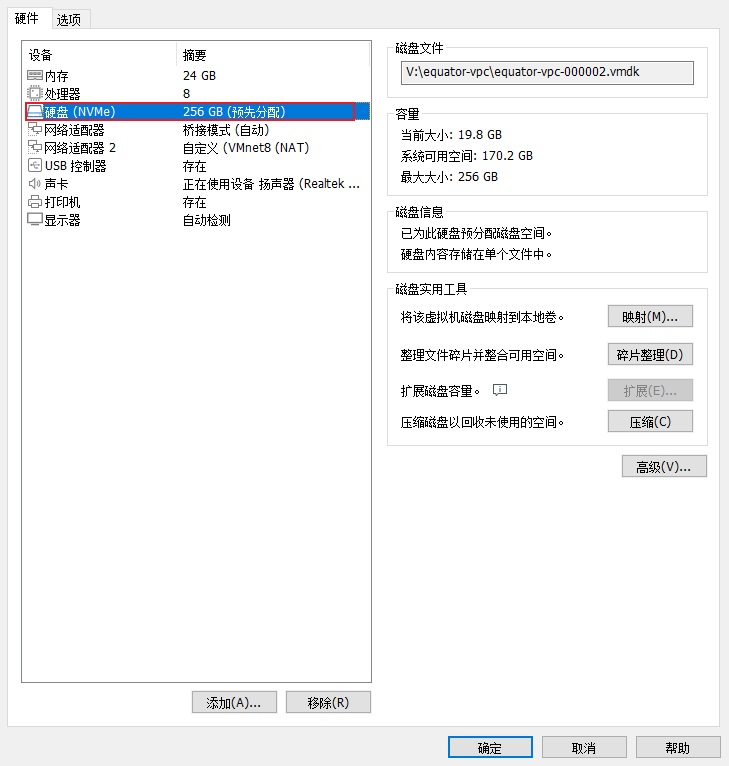 硬件
选项
设备 摘要
内存 24 GB
处理器 8
硬盘 (NVMe) 256 GB (预先分配)
网络适配器 桥接模式 (自动)
网络适配器 2 自定义 (VMnet8 (NAT)
USB 控制器 存在
声卡 正在使用设备 扬声器 (Realtek ...
打印机 存在
显示器 自动检测
添加(A)...
移除(R)
磁盘文件
V:\equator-vpc\equator-vpc-000002.vmdk
容量
当前大小: 19.8 GB
系统可用空间: 170.2 GB
最大大小: 256 GB
磁盘信息
已为此硬盘预分配磁盘空间。
硬盘内容存储在单个文件中。
磁盘实用工具
将该虚拟机磁盘映射到本地卷。
映射(M)...
整理文件碎片并整合可用空间。
碎片整理(D)
扩展磁盘容量。
扩展(E)...
压缩磁盘以回收未使用的空间。
压缩(C)
高级(V)...
确定
取消
帮助